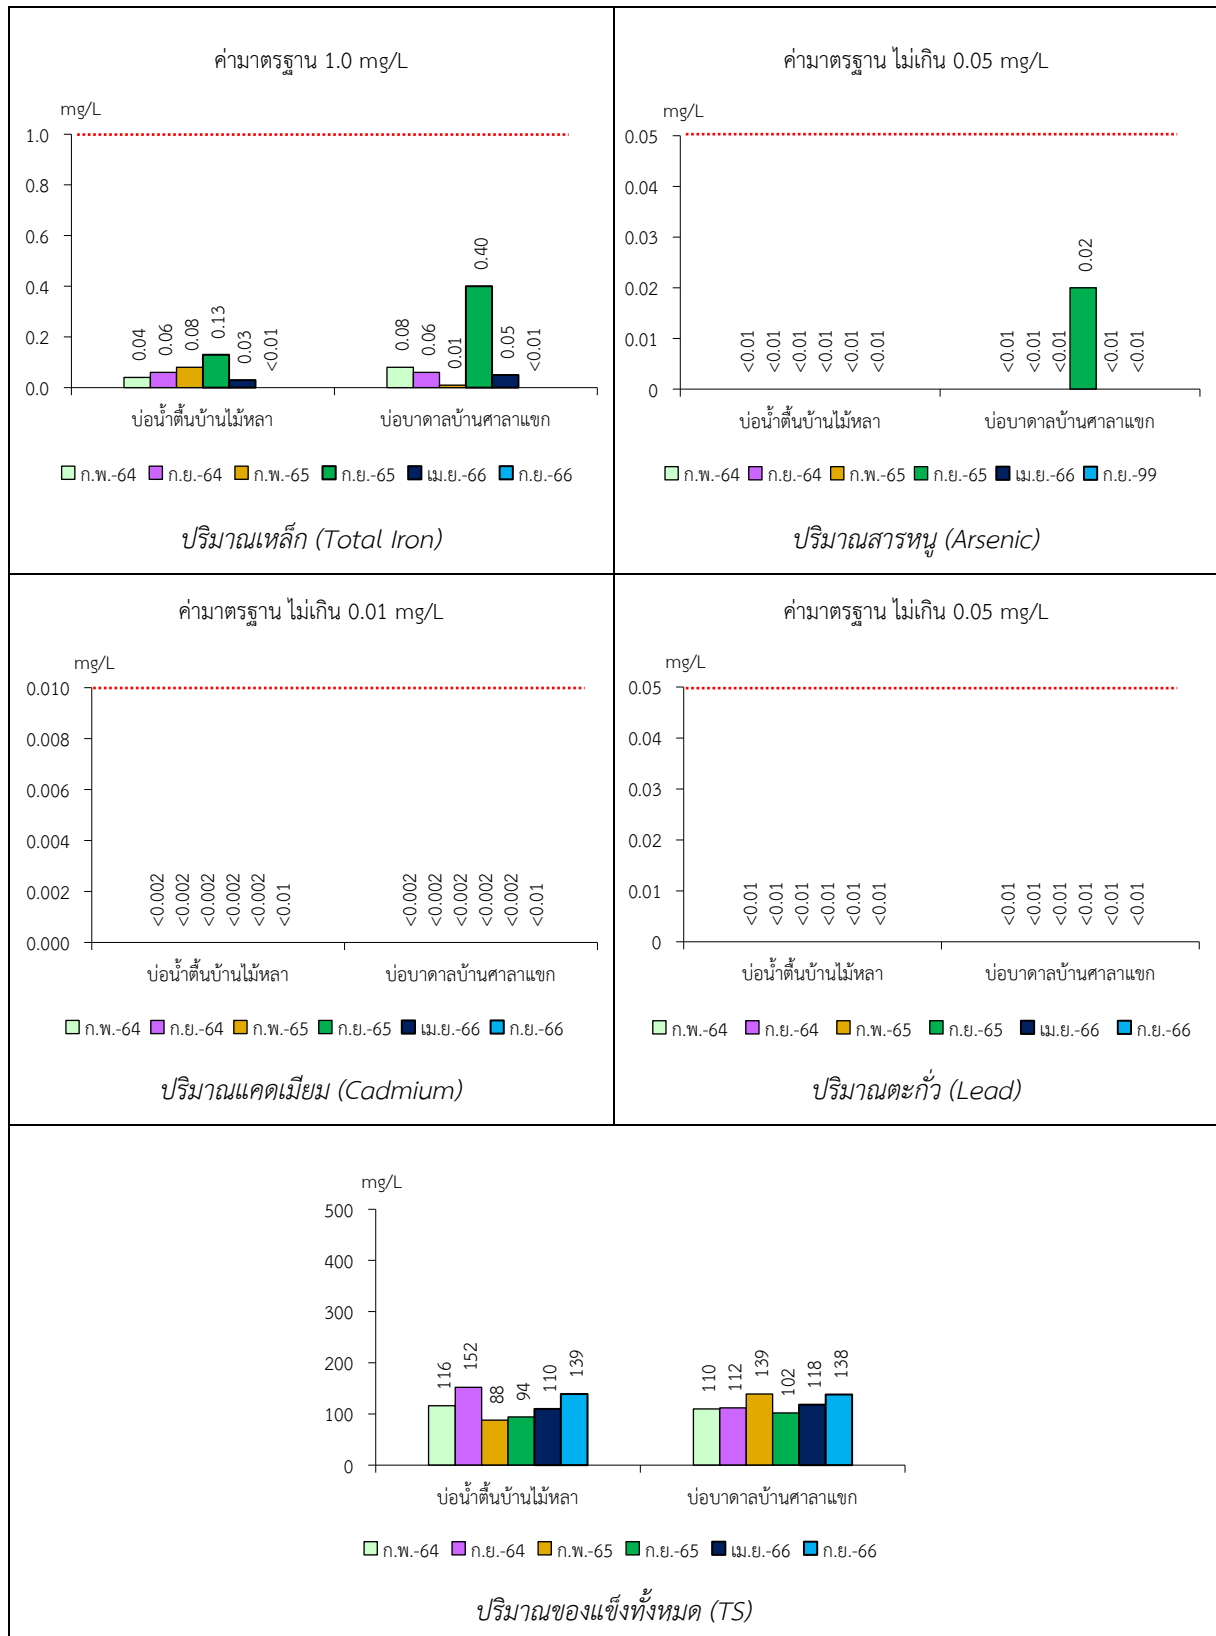 ค่ามาตรฐาน 1.0 mg/L
mg/L
1.0
0.8
0.6
0.4
0.2
0.0
0.04 0.06 0.08 0.13 0.03 <0.01
0.08 0.06 0.01 0.40 0.05 <0.01
บ่อน้ำตื้นบ้านไม้หลา บ่อบาดาลบ้านศาลาแขก
ก.พ.-64 ก.ย.-64 ก.พ.-65 ก.ย.-65 เม.ย.-66 ก.ย.-66
ปริมาณเหล็ก (Total Iron)
ค่ามาตรฐาน ไม่เกิน 0.05 mg/L
mg/L
0.05
0.04
0.03
0.02
0.01
0
<0.01 <0.01 <0.01 <0.01 <0.01 <0.01
<0.01 <0.01 <0.01 0.02 <0.01 <0.01
บ่อน้ำตื้นบ้านไม้หลา บ่อบาดาลบ้านศาลาแขก
ก.พ.-64 ก.ย.-64 ก.พ.-65 ก.ย.-65 เม.ย.-66 ก.ย.-99
ปริมาณสารหนู (Arsenic)
ค่ามาตรฐาน ไม่เกิน 0.01 mg/L
mg/L
0.010
0.008
0.006
0.004
0.002
0.000
<0.002 <0.002 <0.002 <0.002 <0.002 <0.01
<0.002 <0.002 <0.002 <0.002 <0.002 <0.01
บ่อน้ำตื้นบ้านไม้หลา บ่อบาดาลบ้านศาลาแขก
ก.พ.-64 ก.ย.-64 ก.พ.-65 ก.ย.-65 เม.ย.-66 ก.ย.-66
ปริมาณแคดเมียม (Cadmium)
ค่ามาตรฐาน ไม่เกิน 0.05 mg/L
mg/L
0.05
0.04
0.03
0.02
0.01
0
<0.01 <0.01 <0.01 <0.01 <0.01 <0.01
<0.01 <0.01 <0.01 <0.01 <0.01 <0.01
บ่อน้ำตื้นบ้านไม้หลา บ่อบาดาลบ้านศาลาแขก
ก.พ.-64 ก.ย.-64 ก.พ.-65 ก.ย.-65 เม.ย.-66 ก.ย.-66
ปริมาณตะกั่ว (Lead)
mg/L
500
400
300
200
100
0
116 152 88 94 110 139
110 112 139 102 118 138
บ่อน้ำตื้นบ้านไม้หลา บ่อบาดาลบ้านศาลาแขก
ก.พ.-64 ก.ย.-64 ก.พ.-65 ก.ย.-65 เม.ย.-66 ก.ย.-66
ปริมาณของแข็งทั้งหมด (TS)